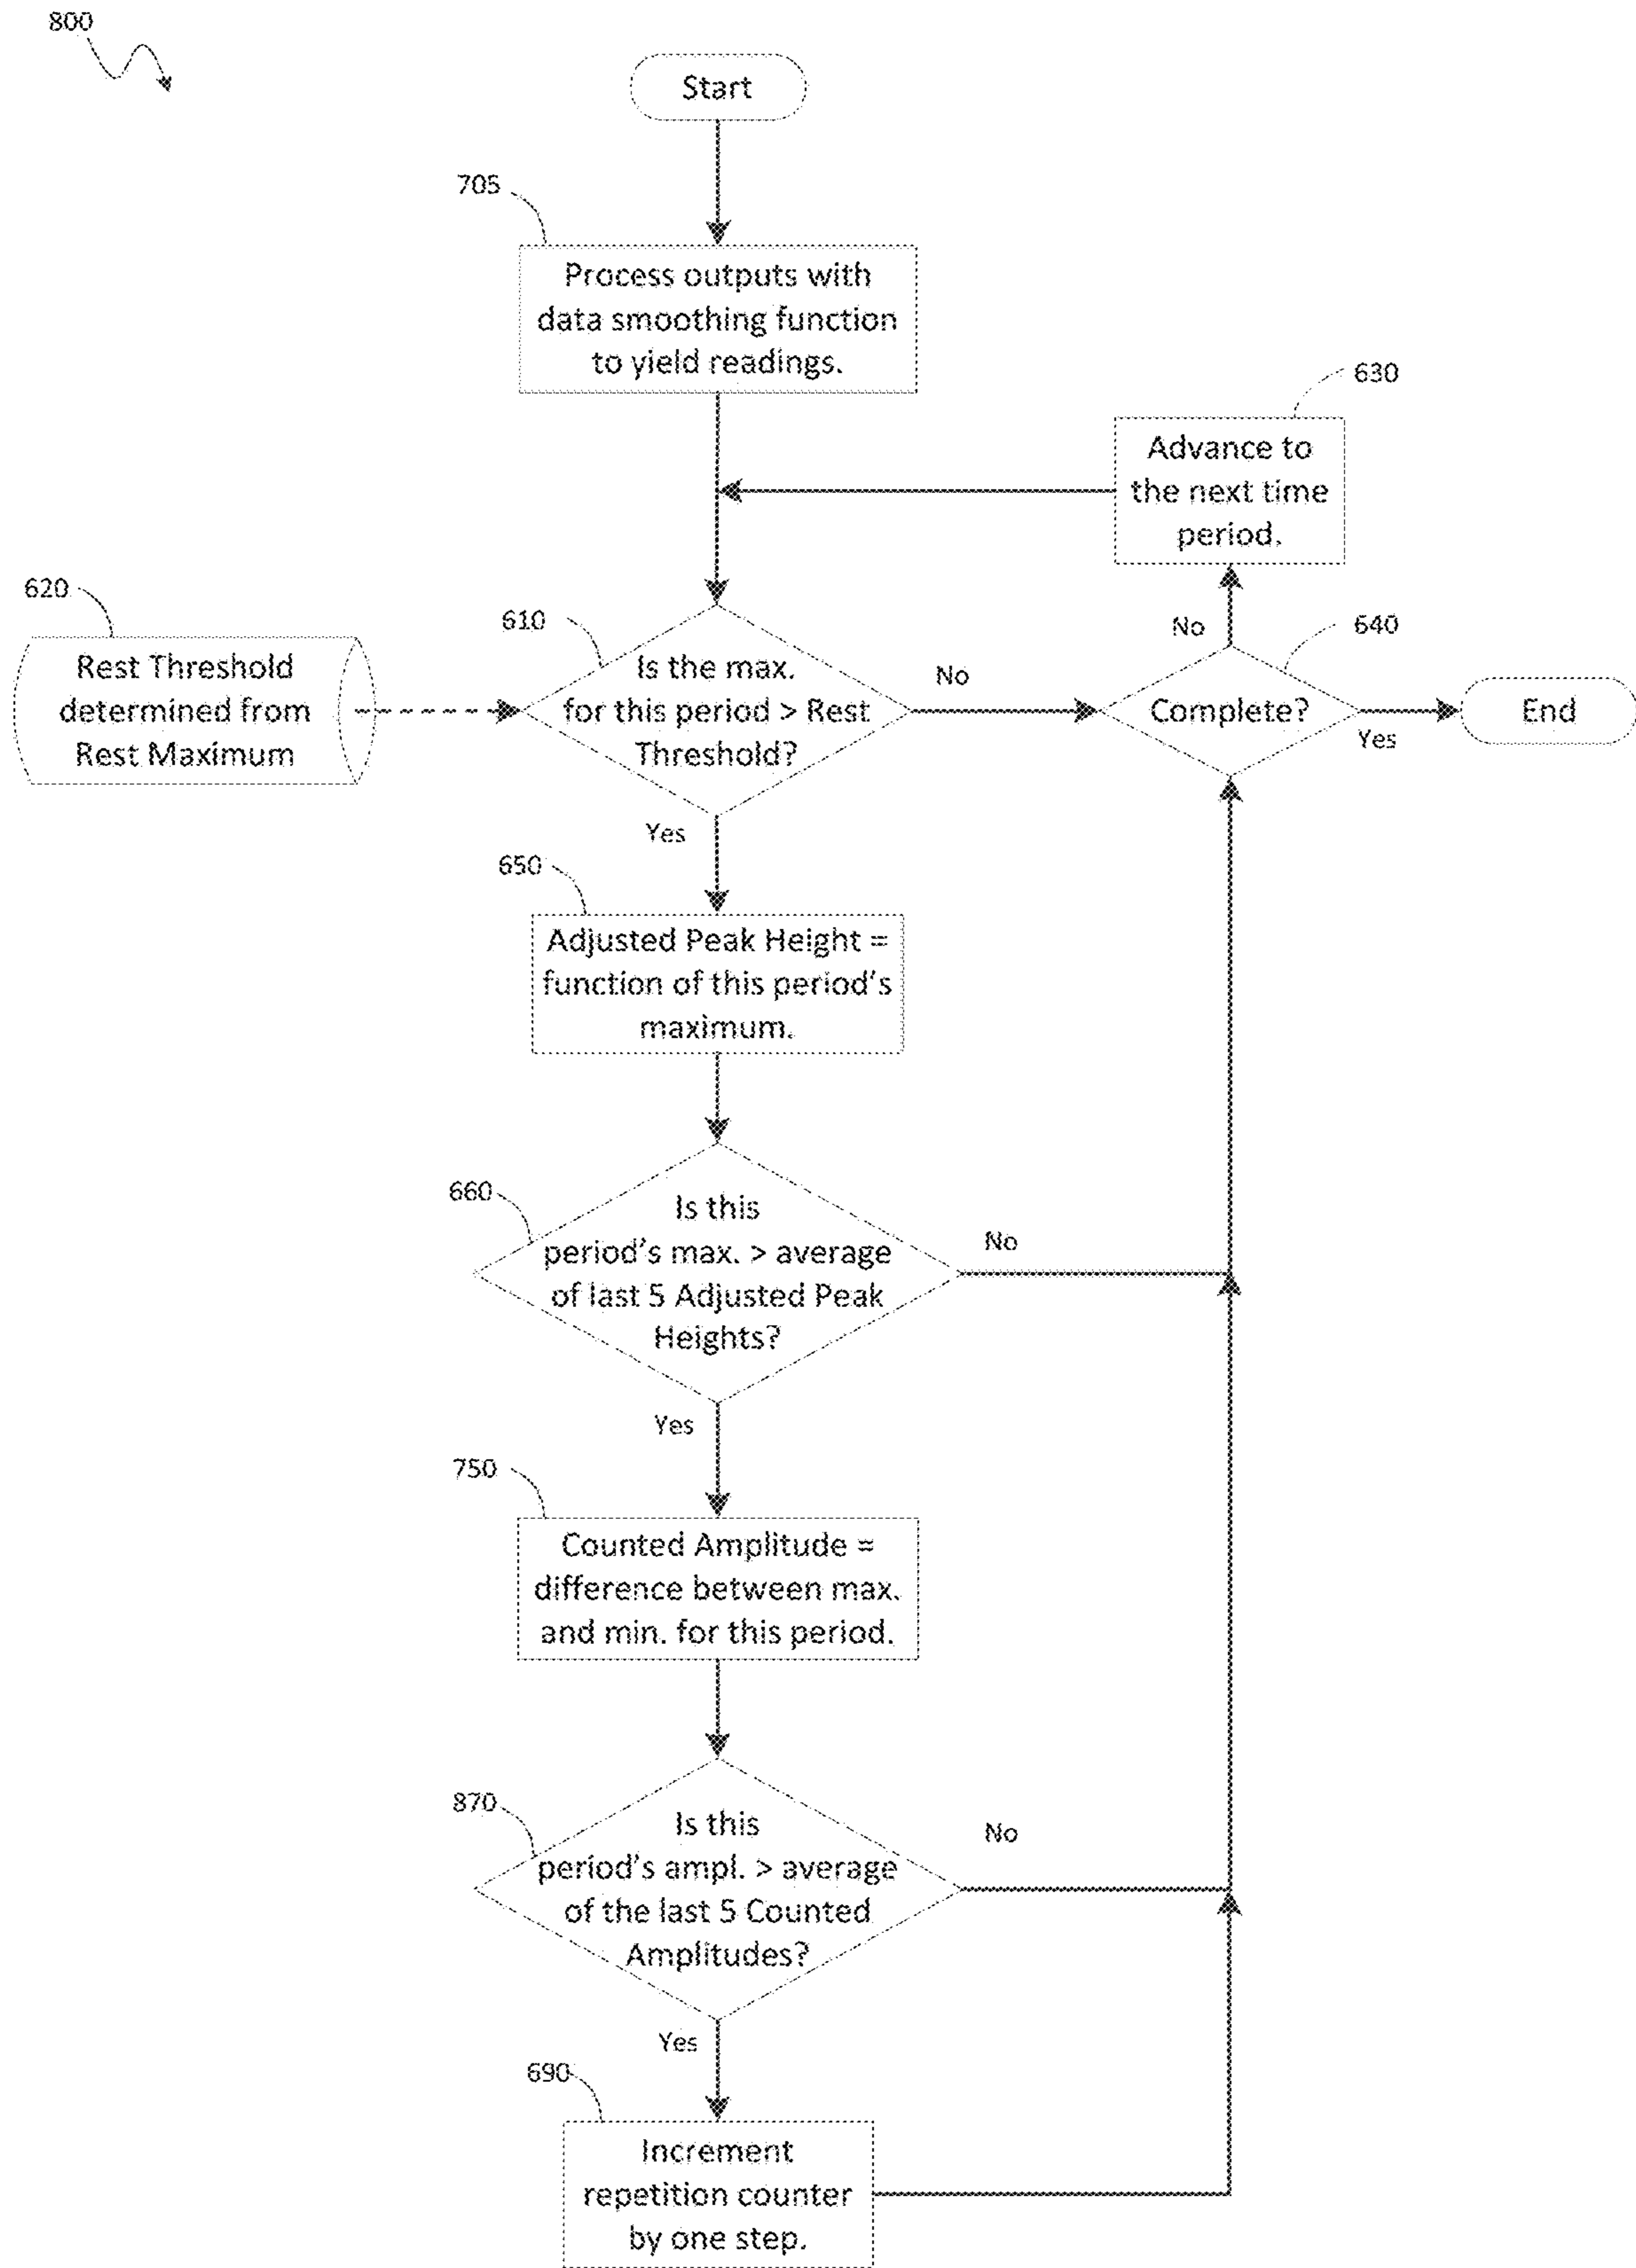 800
Start
705
Process outputs with
data smoothing function
to yield readings.
630
Advance to
the next time
period.
620
Rest Threshold
determined from
Rest Maximum
610
Is the max.
for this period > Rest
Threshold?
No
No
640
Complete?
Yes
End
Yes
650
Adjusted Peak Height =
function of this period's
maximum.
660
Is this
period's max. > average
of last 5 Adjusted Peak
Heights?
No
Yes
750
Counted Amplitude =
difference between max.
and min. for this period.
870
Is this
period's ampl. > average
of the last 5 Counted
Amplitudes?
No
Yes
690
Increment
repetition counter
by one step.